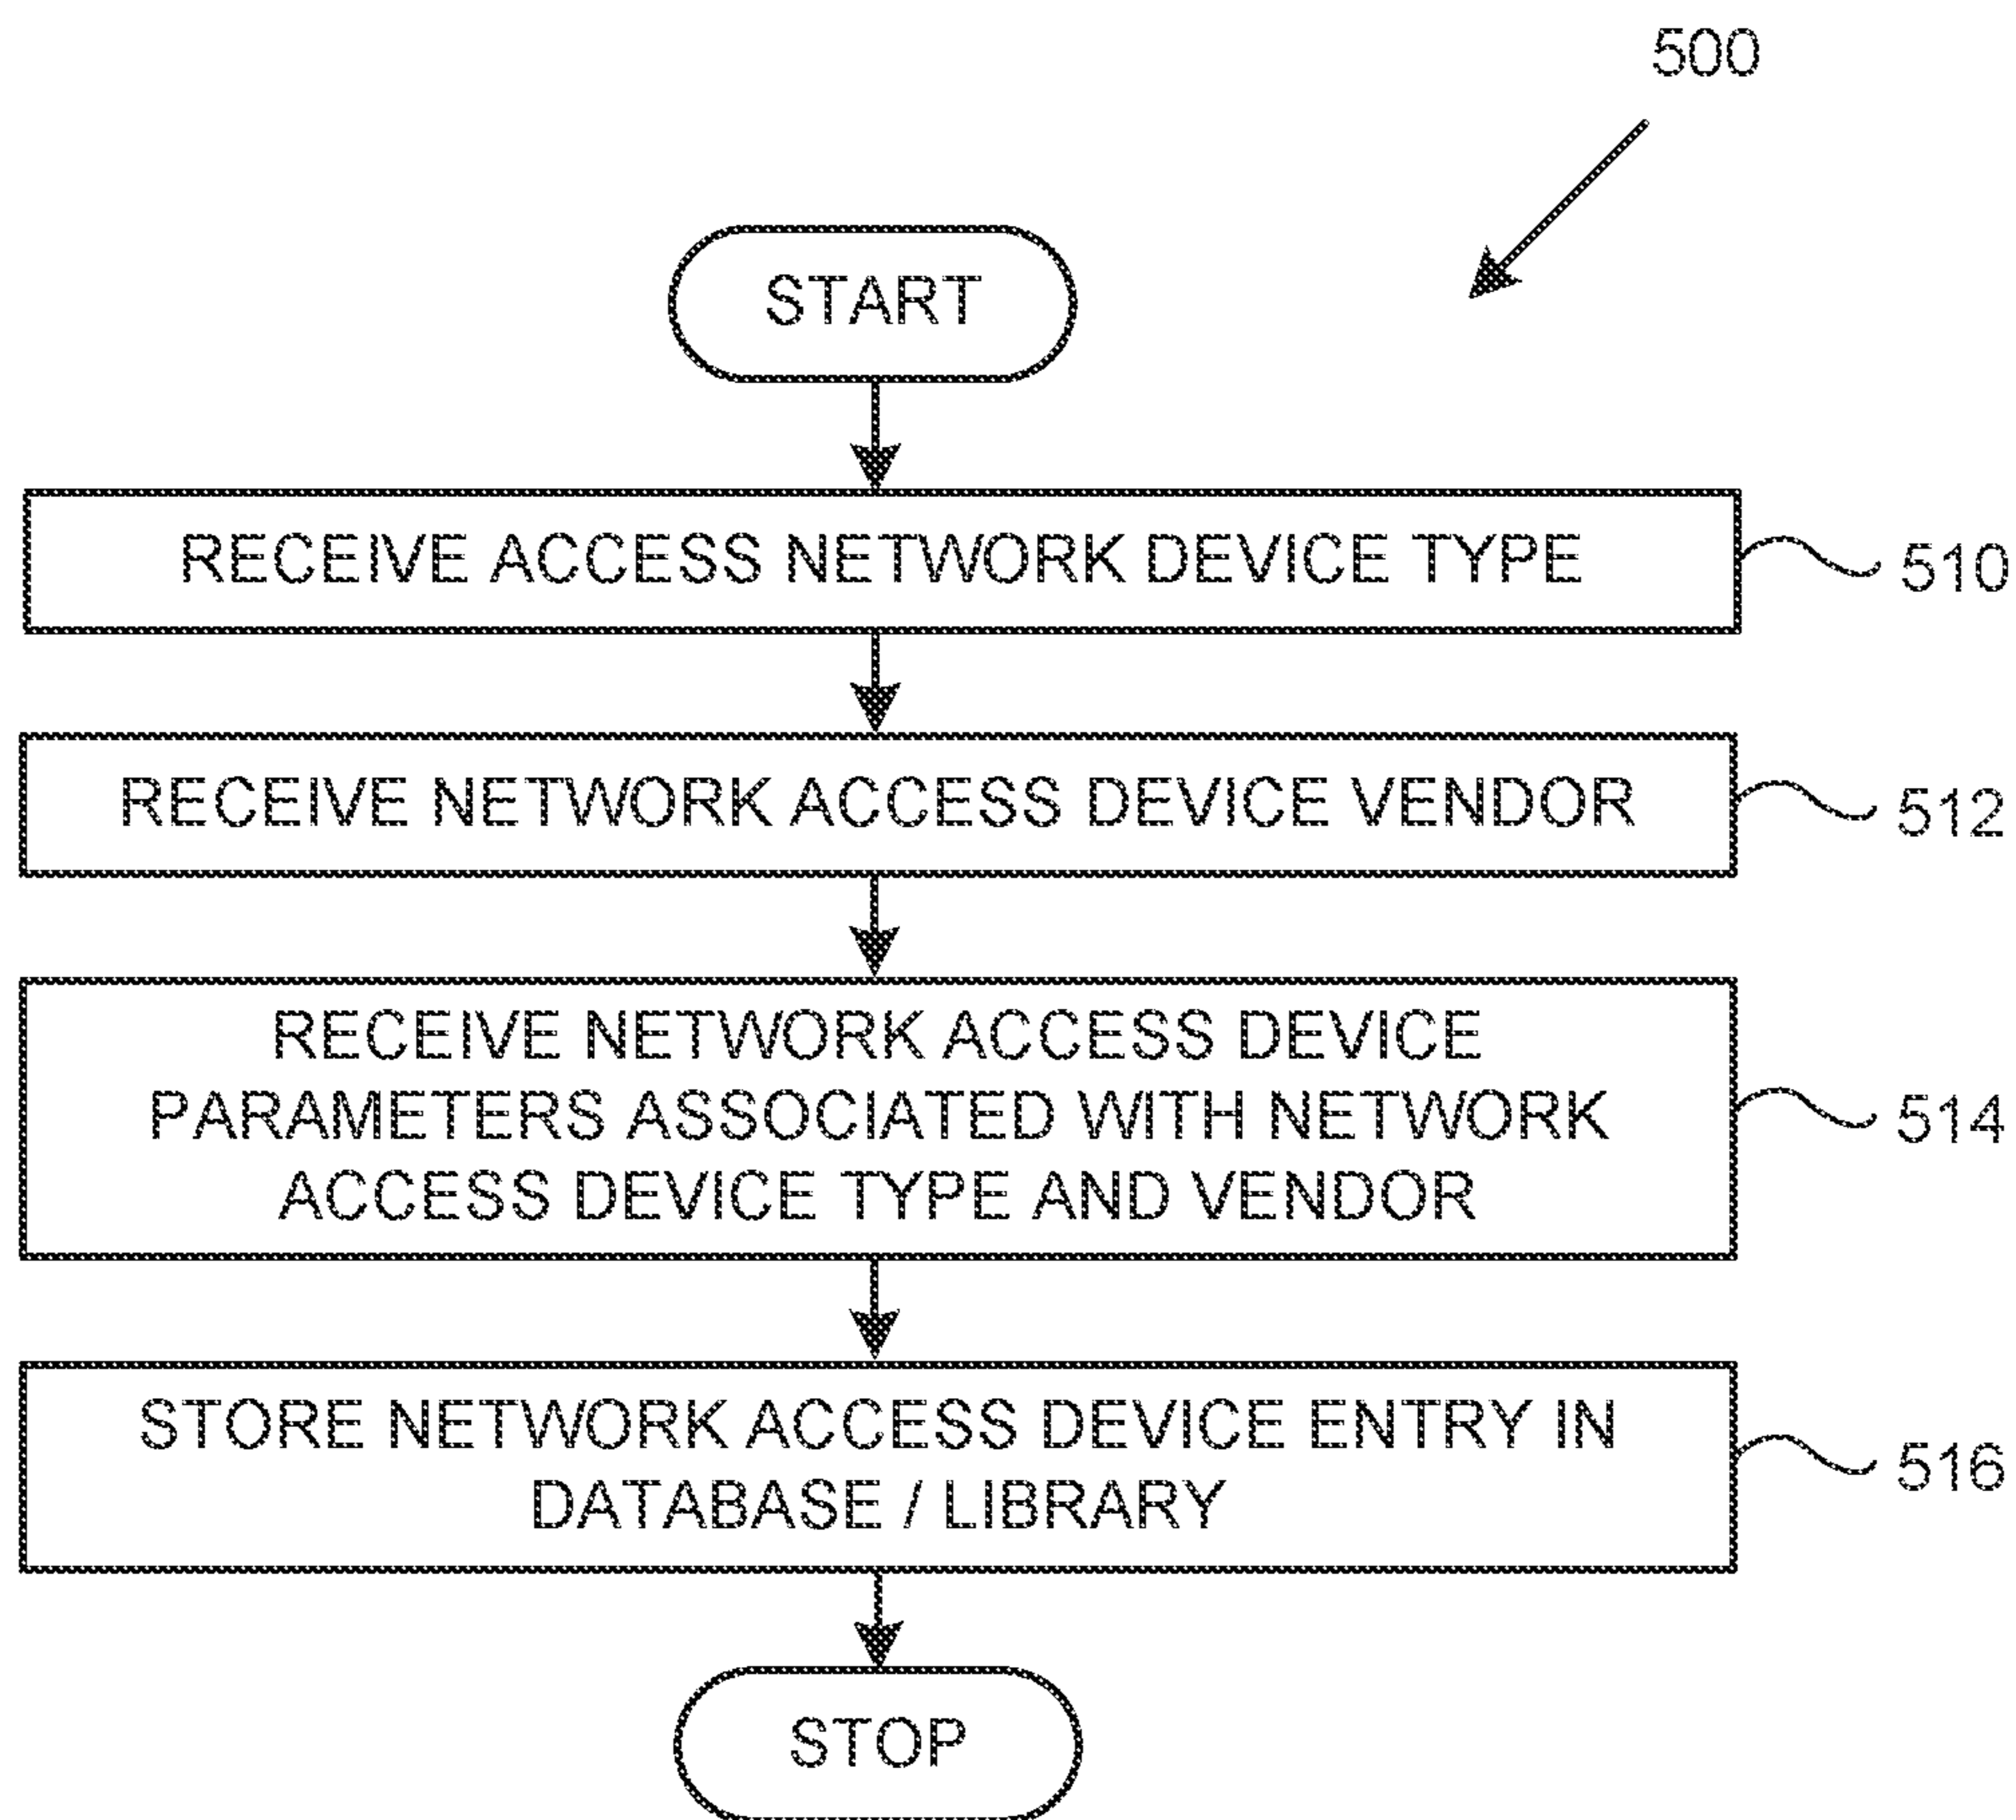 500
START
RECEIVE ACCESS NETWORK DEVICE TYPE
510
RECEIVE NETWORK ACCESS DEVICE VENDOR
512
RECEIVE NETWORK ACCESS DEVICE
PARAMETERS ASSOCIATED WITH NETWORK
ACCESS DEVICE TYPE AND VENDOR
514
STORE NETWORK ACCESS DEVICE ENTRY IN
DATABASE / LIBRARY
516
STOP